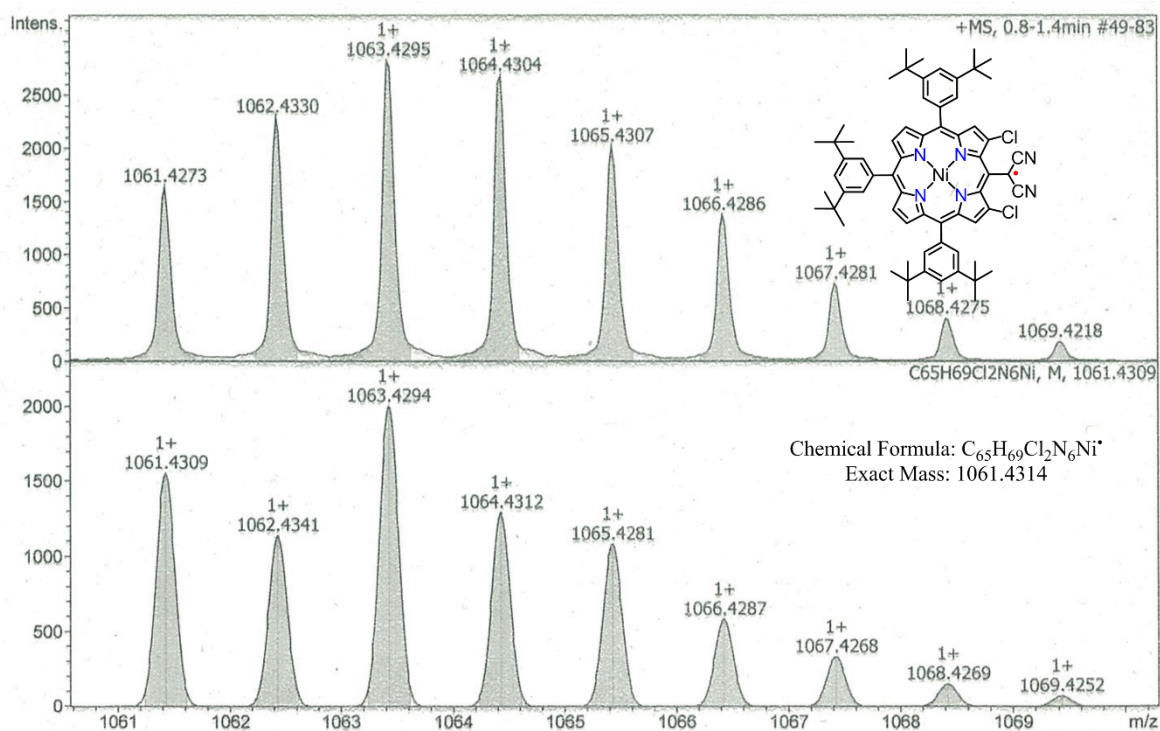 Intens.
+MS, 0.8-1.4min #49-83
2500
2000
1500
1000
500
0
1061.4273
1062.4330
1+
1063.4295
1+
1064.4304
1+
1065.4307
1+
1066.4286
1+
1067.4281
1+
1068.4275
1069.4218
Cl
N
N
Ni
CN
CN
N
N
Cl
C65H69Cl2N6Ni, M, 1061.4309
2000
1500
1000
500
0
1+
1061.4309
1+
1062.4341
1+
1063.4294
1+
1064.4312
1+
1065.4281
1+
1066.4287
1+
1067.4268
1+
1068.4269
1+
1069.4252
Chemical Formula: C₆₅H₆₉Cl₂N₆Ni•
Exact Mass: 1061.4314
1061 1062 1063 1064 1065 1066 1067 1068 1069 m/z